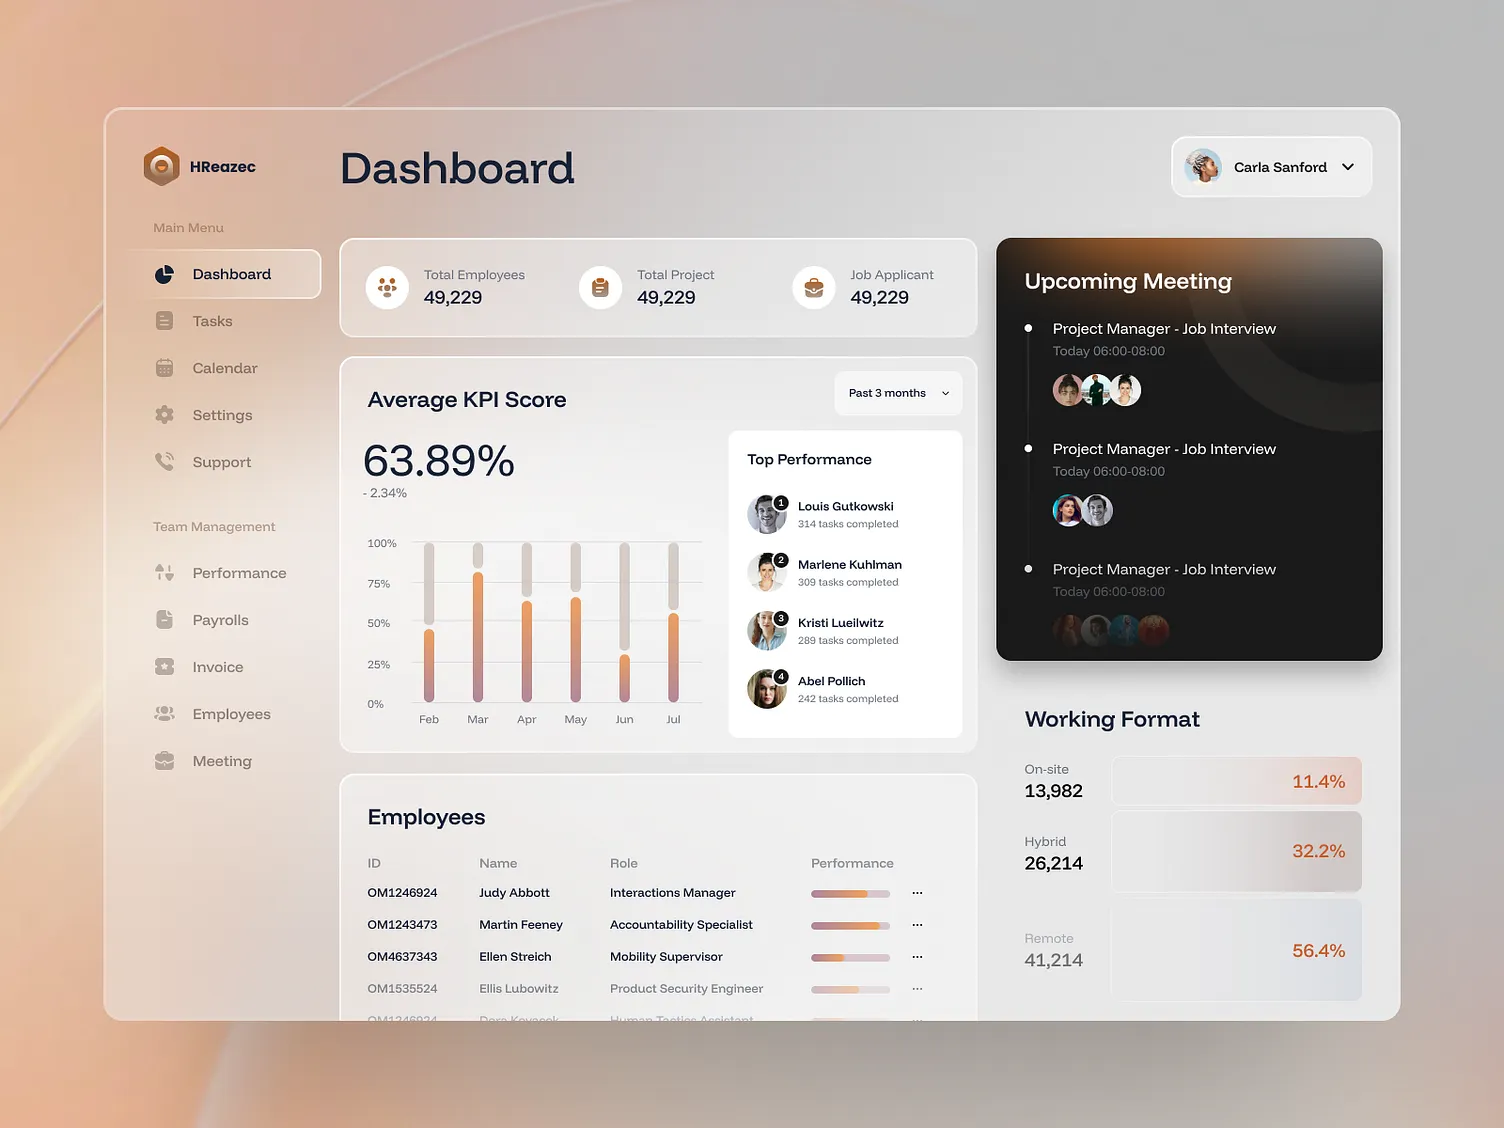 HReazec
Dashboard
Carla Sanford
Main Menu
Dashboard
Tasks
Calendar
Settings
Support
Team Management
Performance
Payrolls
Invoice
Employees
Meeting
Total Employees
49,229
Total Project
49,229
Job Applicant
49,229
Average KPI Score
Past 3 months
63.89%
- 2.34%
100%
75%
50%
25%
0%
Feb Mar Apr May Jun Jul
Top Performance
1
Louis Gutkowski
314 tasks completed
2
Marlene Kuhlman
309 tasks completed
3
Kristi Lueilwitz
289 tasks completed
4
Abel Pollich
242 tasks completed
Employees
ID Name Role Performance
OM1246924 Judy Abbott Interactions Manager
OM1243473 Martin Feeney Accountability Specialist
OM4637343 Ellen Streich Mobility Supervisor
OM1535524 Ellis Lubowitz Product Security Engineer
OM1246924 Dora Kovacek Human Tactics Assistant
Upcoming Meeting
Project Manager - Job Interview
Today 06:00-08:00
Project Manager - Job Interview
Today 06:00-08:00
Project Manager - Job Interview
Today 06:00-08:00
Working Format
On-site
13,982
11.4%
Hybrid
26,214
32.2%
Remote
41,214
56.4%